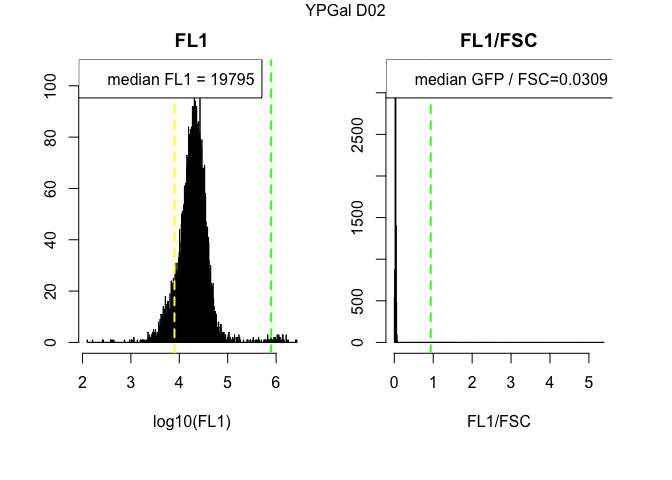 YPGal D02
FL1
median FL1 = 19795
0
20
40
60
80
100
2 3 4 5 6
log10(FL1)
FL1/FSC
median GFP / FSC=0.0309
0
500
1500
2500
0 1 2 3 4 5
FL1/FSC